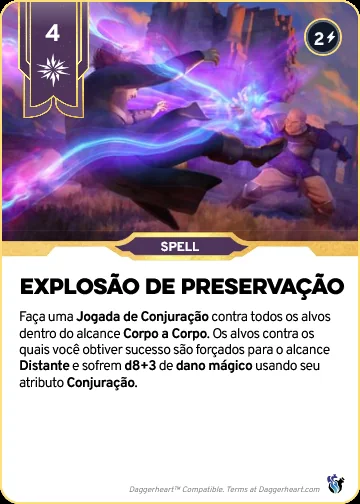 4
2
SPELL
EXPLOSÃO DE PRESERVAÇÃO
Faça uma Jogada de Conjuração contra todos os alvos
dentro do alcance Corpo a Corpo. Os alvos contra os
quais você obtiver sucesso são forçados para o alcance
Distante e sofrem d8+3 de dano mágico usando seu
atributo Conjuração.
Daggerheart™ Compatible. Terms at Daggerheart.com